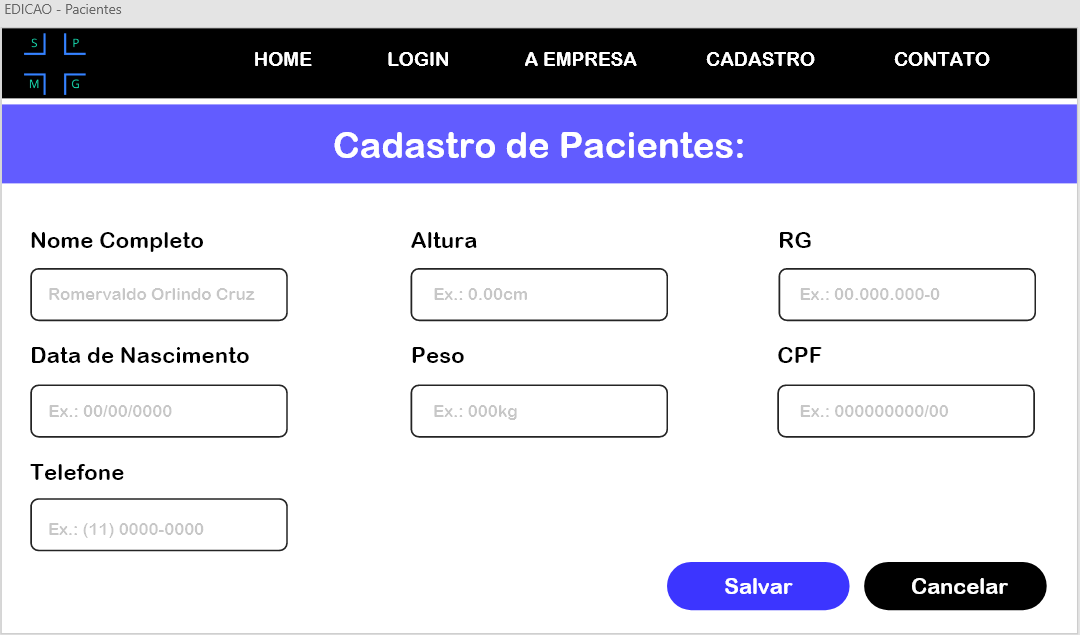 EDICAO - Pacientes
S P
M G
HOME LOGIN A EMPRESA CADASTRO CONTATO
Cadastro de Pacientes:
Nome Completo Altura RG
Romervaldo Orlindo Cruz Ex.: 0.00cm Ex.: 00.000.000-0
Data de Nascimento Peso CPF
Ex.: 00/00/0000 Ex.: 000kg Ex.: 000000000/00
Telefone
Ex.: (11) 0000-0000
Salvar Cancelar